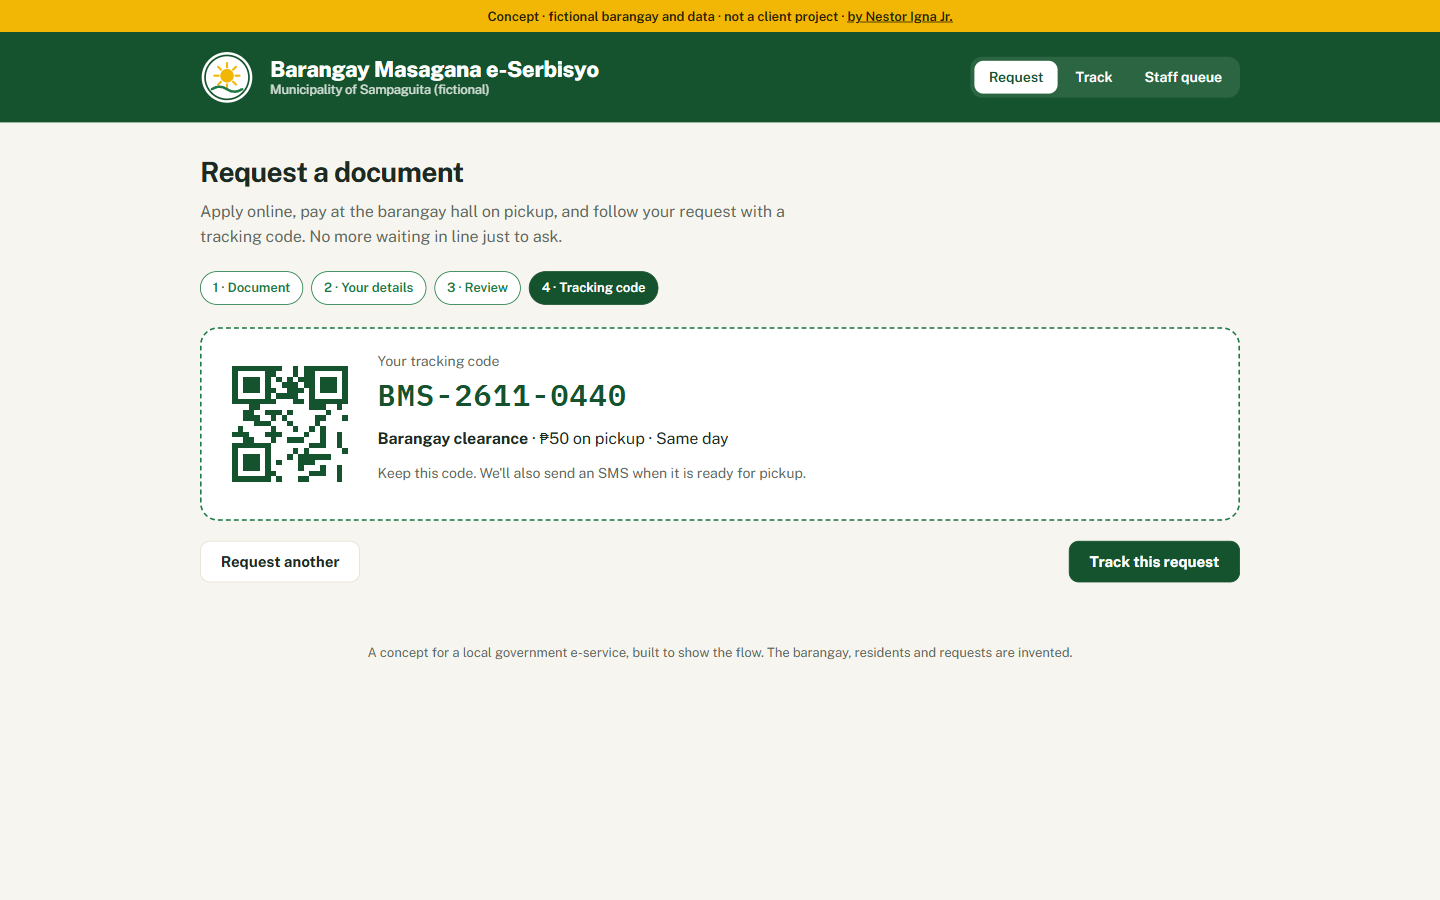 Concept · fictional barangay and data · not a client project · by Nestor Igna Jr.
Barangay Masagana e-Serbisyo
Municipality of Sampaguita (fictional)
Request
Track
Staff queue
Request a document
Apply online, pay at the barangay hall on pickup, and follow your request with a
tracking code. No more waiting in line just to ask.
1 · Document
2 · Your details
3 · Review
4 · Tracking code
Your tracking code
BMS-2611-0440
Barangay clearance · ₱50 on pickup · Same day
Keep this code. We'll also send an SMS when it is ready for pickup.
Request another
Track this request
A concept for a local government e-service, built to show the flow. The barangay, residents and requests are invented.